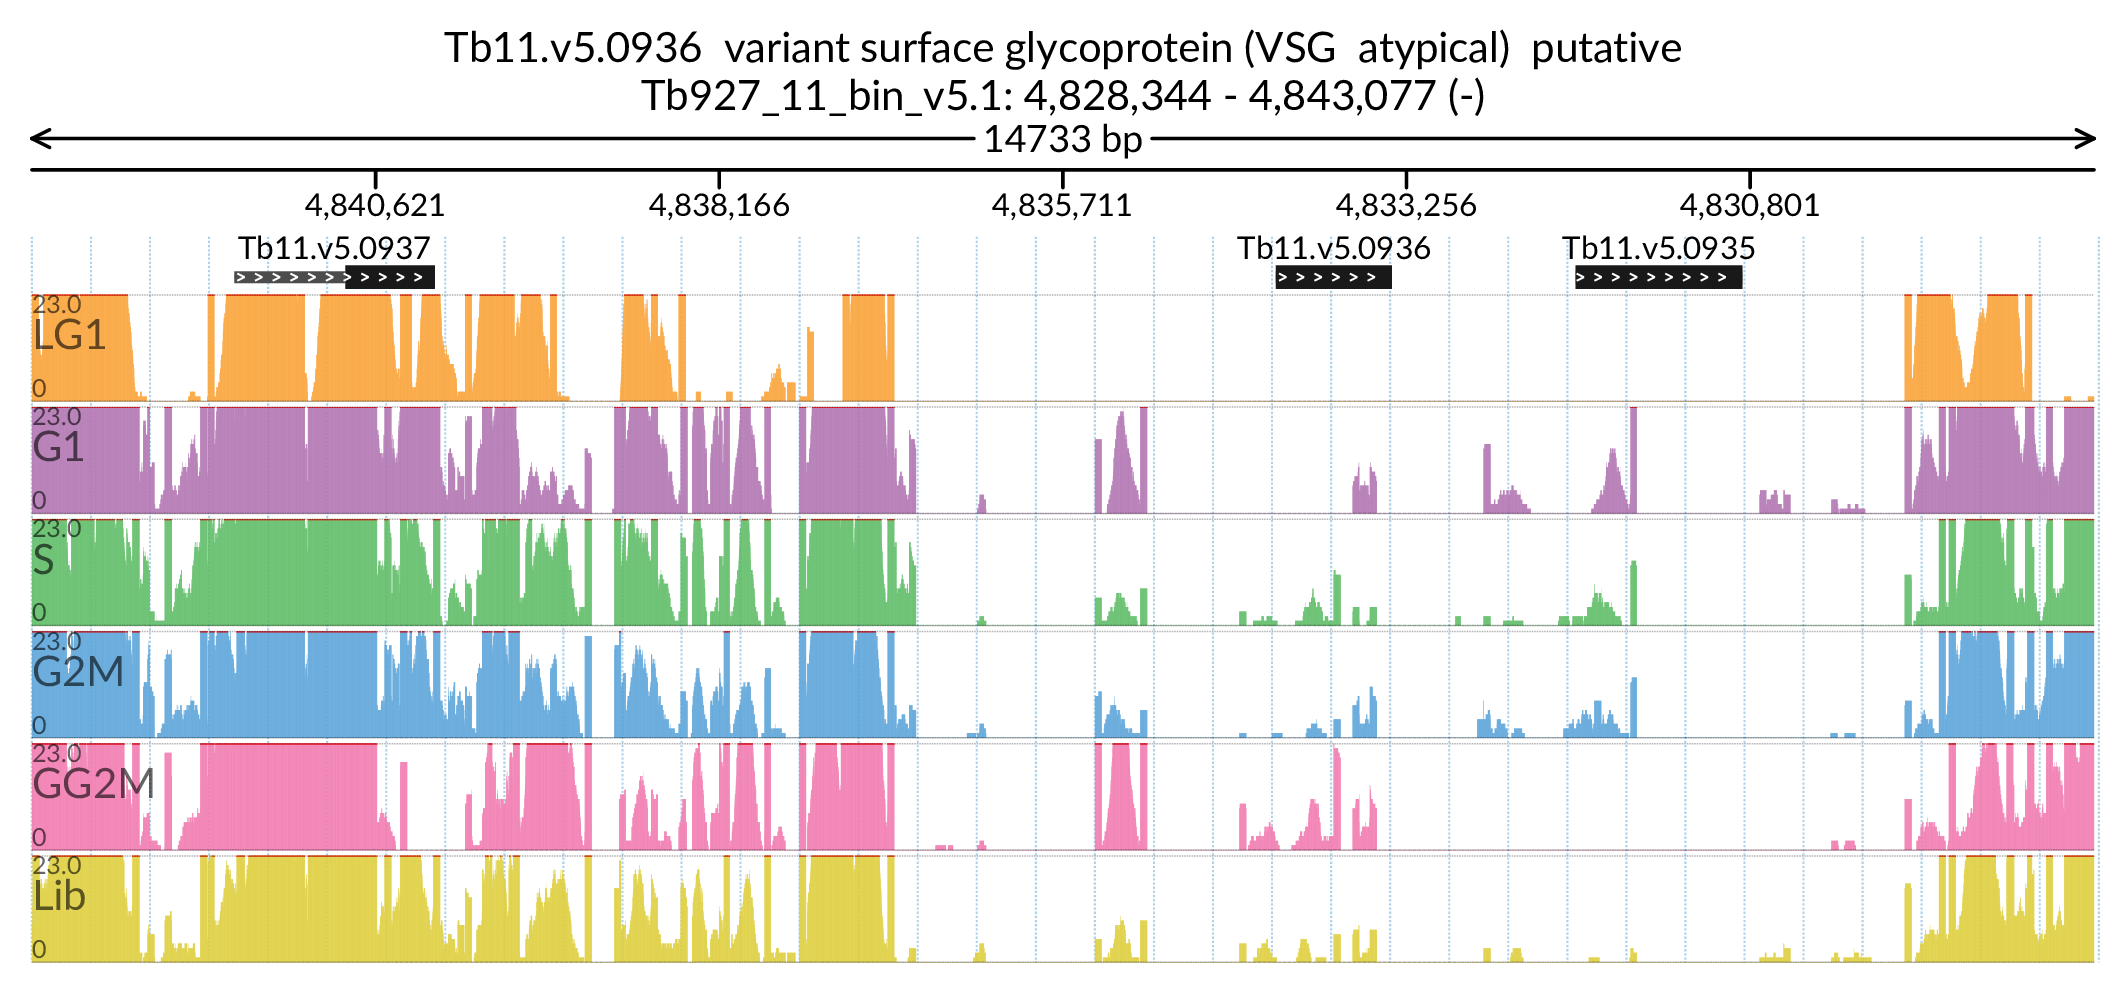 Tb11.v5.0936 variant surface glycoprotein (VSG atypical) putative
Tb927_11_bin_v5.1: 4,828,344 - 4,843,077 (-)
14733 bp
4,840,621 4,838,166 4,835,711 4,833,256 4,830,801
Tb11.v5.0937 Tb11.v5.0936 Tb11.v5.0935
23.0
LG1
0
23.0
G1
0
23.0
S
0
23.0
G2M
0
23.0
GG2M
0
23.0
Lib
0